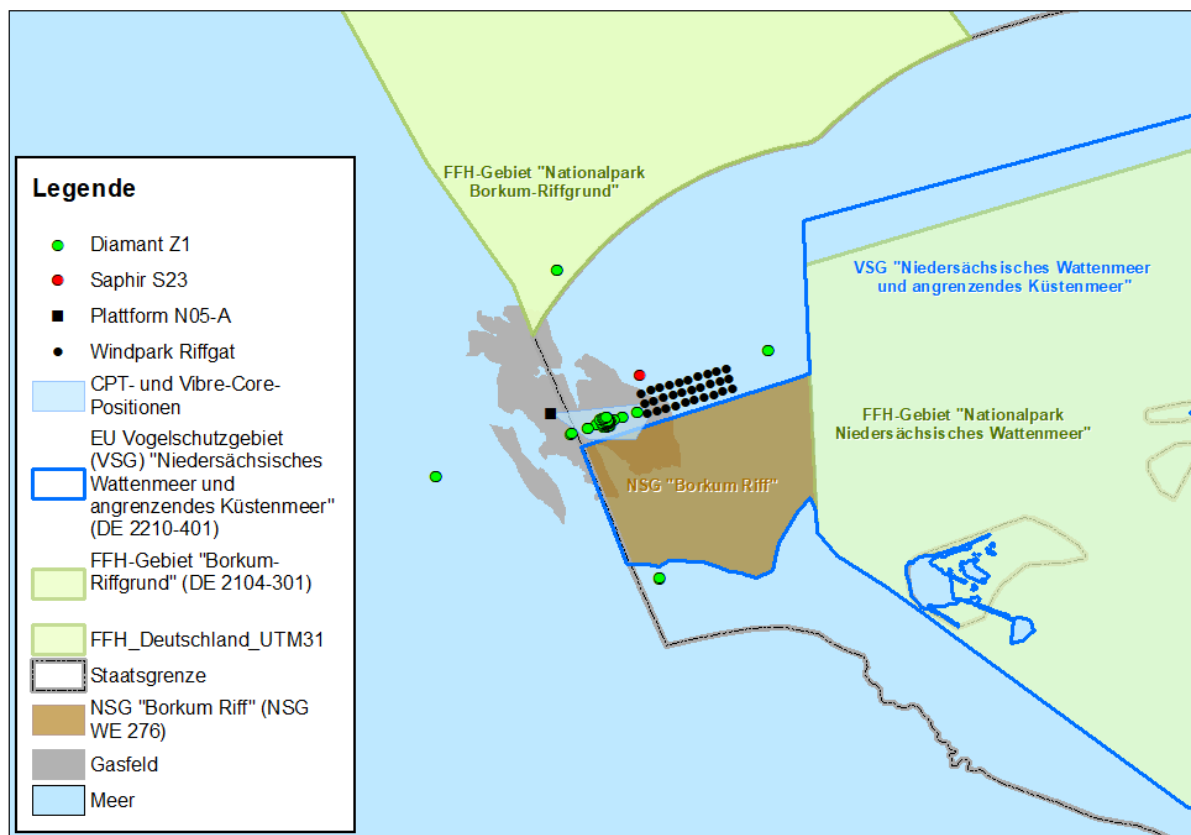 Legende
Diamant Z1
Saphir S23
Plattform N05-A
Windpark Riffgat
CPT- und Vibre-Core-
Positionen
EU Vogelschutzgebiet
(VSG) "Niedersächsisches
Wattenmeer und
angrenzendes Küstenmeer"
(DE 2210-401)
FFH-Gebiet "Borkum-
Riffgrund" (DE 2104-301)
FFH_Deutschland_UTM31
Staatsgrenze
NSG "Borkum Riff" (NSG
WE 276)
Gasfeld
Meer
FFH-Gebiet "Nationalpark
Borkum-Riffgrund"
VSG "Niedersächsisches Wattenmeer
und angrenzendes Küstenmeer"
FFH-Gebiet "Nationalpark
Niedersächsisches Wattenmeer"
NSG "Borkum Riff"